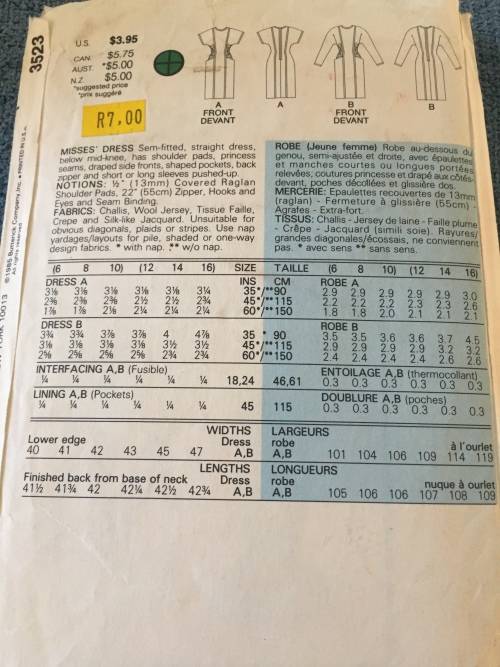 3523
U.S. $3.95
CAN. $5.75
AUST. *$5.00
N.Z. $5.00
*suggested price
*prix suggéré
R7,00
A
FRONT
DEVANT
A
B
FRONT
DEVANT
B
©1985 Butterick Company, Inc. • PRINTED IN U.S.A.
All rights reserved.
YORK 10013
MISSES' DRESS Semi-fitted, straight dress,
below mid-knee, has shoulder pads, princess
seams, draped side fronts, shaped pockets, back
zipper and short or long sleeves pushed-up.
NOTIONS: ½" (13mm) Covered Raglan
Shoulder Pads, 22" (55cm) Zipper, Hooks and
Eyes and Seam Binding.
FABRICS: Challis, Wool Jersey, Tissue Faille,
Crepe and Silk-like Jacquard. Unsuitable for
obvious diagonals, plaids or stripes. Use nap
yardages/layouts for pile, shaded or one-way
design fabrics. * with nap. ** w/o nap.
ROBE (Jeune femme) Robe au-dessous du
genou, semi-ajustée et droite, avec épaulettes
et manches courtes ou longues portées
relevées, coutures princesse et drapé aux côtés-
devant, poches décollées et glissière dos.
MERCERIE: Epaulettes recouvertes de 13mm
(raglan) - Fermeture à glissière (55cm) -
Agrafes - Extra-fort.
TISSUS: Challis - Jersey de laine - Faille plume
- Crêpe - Jacquard (simili soie). Rayures/
grandes diagonales/écossais, ne conviennent
pas. * avec sens ** sans sens.
(6 8 10) (12 14 16) SIZE TAILLE (6 8 10) (12 14 16)
DRESS A INS CM ROBE A
3⅛ 3⅛ 3⅛ 3⅛ 3⅛ 3¼ 35*/**90 2.9 2.9 2.9 2.9 2.9 3.0
2⅜ 2⅜ 2⅜ 2½ 2½ 2¾ 45*/**115 2.2 2.2 2.2 2.3 2.3 2.6
1⅞ 1⅞ 2⅛ 2¼ 2¼ 2¼ 60*/**150 1.8 1.8 2.0 2.1 2.1 2.1
DRESS B ROBE B
3¾ 3¾ 3⅞ 3⅞ 4 4⅞ 35 * 90 3.5 3.5 3.6 3.6 3.7 4.5
3⅛ 3⅛ 3⅛ 3⅛ 3½ 3½ 45*/**115 2.9 2.9 2.9 2.9 3.2 3.2
2⅝ 2⅝ 2⅝ 2⅝ 2¾ 2¾ 60*/**150 2.4 2.4 2.4 2.4 2.6 2.6
INTERFACING A,B (Fusible) ENTOILAGE A,B (thermocollant)
¼ ¼ ¼ ¼ ¼ ¼ 18,24 46,61 0.3 0.3 0.3 0.3 0.3 0.3
LINING A,B (Pockets) DOUBLURE A,B (poches)
¼ ¼ ¼ ¼ ¼ ¼ 45 115 0.3 0.3 0.3 0.3 0.3 0.3
WIDTHS LARGEURS
Lower edge Dress robe à l'ourlet
40 41 42 43 45 47 A,B A,B 101 104 106 109 114 119
LENGTHS LONGUEURS
Finished back from base of neck Dress robe nuque à ourlet
41½ 41¾ 42 42¼ 42½ 42¾ A,B A,B 105 106 106 107 108 109